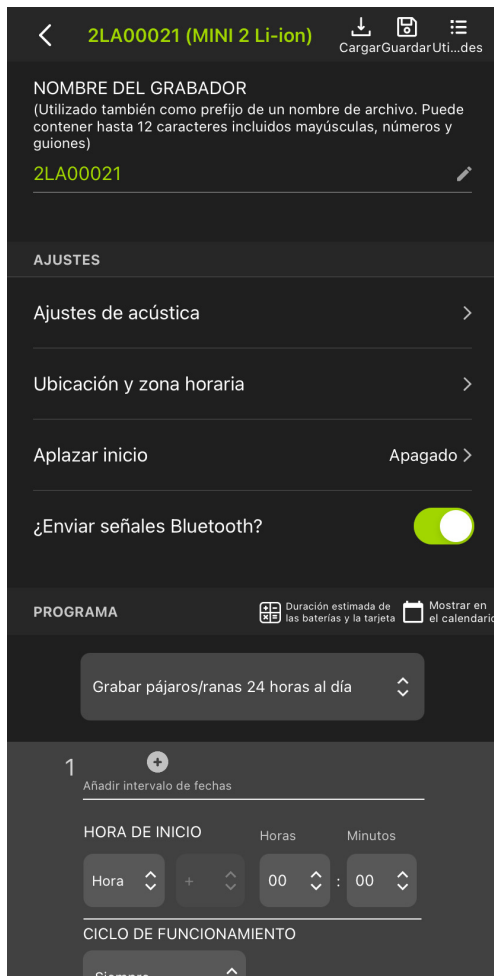 2LA00021 (MINI 2 Li-ion)
Cargar Guardar Uti...des
NOMBRE DEL GRABADOR
(Utilizado también como prefijo de un nombre de archivo. Puede
contener hasta 12 caracteres incluidos mayúsculas, números y
guiones)
2LA00021
AJUSTES
Ajustes de acústica
Ubicación y zona horaria
Aplazar inicio
Apagado
¿Enviar señales Bluetooth?
PROGRAMA
Duración estimada de
las baterías y la tarjeta
Mostrar en
el calendario
Grabar pájaros/ranas 24 horas al día
1
Añadir intervalo de fechas
HORA DE INICIO
Horas
Minutos
Hora + 00 : 00
CICLO DE FUNCIONAMIENTO
Siempre